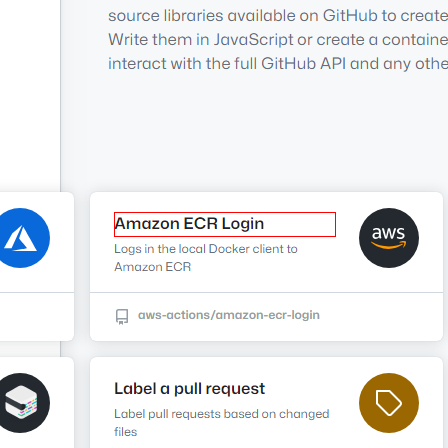 source libraries available on GitHub to create
Write them in JavaScript or create a containe
interact with the full GitHub API and any othe
Amazon ECR Login
aws
Logs in the local Docker client to
Amazon ECR
aws-actions/amazon-ecr-login
Label a pull request
Label pull requests based on changed
files